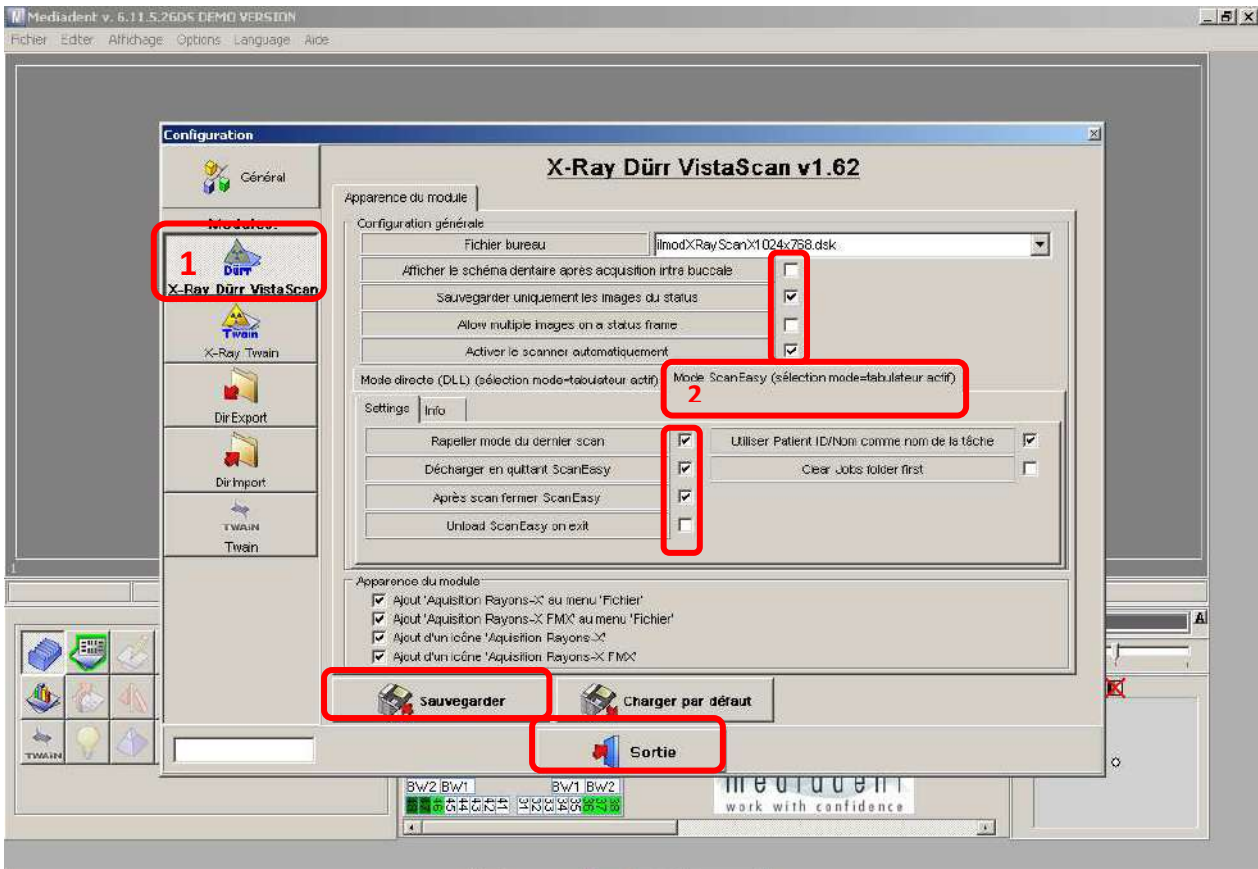 Mediadent v. 6.11.5.26DS DEMO VERSION
Fichier Editer Affichage Options Language Aide
Configuration
Général
Modules:
1
Dürr
X-Ray Dürr VistaScan
Twain
X-Ray Twain
DirExport
DirImport
TWAIN
Twain
X-Ray Dürr VistaScan v1.62
Apparence du module
Configuration générale
Fichier bureau ilmodXRayScanX1024x768.dsk
Afficher le schéma dentaire après acquisition intra buccale
Sauvegarder uniquement les images du status
Allow multiple images on a status frame
Activer le scanner automatiquement
Mode directe (DLL) (sélection mode=tabulateur actif) Mode ScanEasy (sélection mode=tabulateur actif)
2
Settings Info
Rapeller mode du dernier scan Utiliser Patient ID/Nom comme nom de la tâche
Décharger en quittant ScanEasy Clear Jobs folder first
Après scan fermer ScanEasy
Unload ScanEasy on exit
Apparence du module
Ajout 'Aquisition Rayons-X' au menu 'Fichier'
Ajout 'Aquisition Rayons-X FMX' au menu 'Fichier'
Ajout d'un icône 'Aquisition Rayons-X'
Ajout d'un icône 'Aquisition Rayons-X FMX'
Sauvegarder Charger par défaut
Sortie
1
A
TWAIN
BW2 BW1 BW1 BW2
mediadent
work with confidence